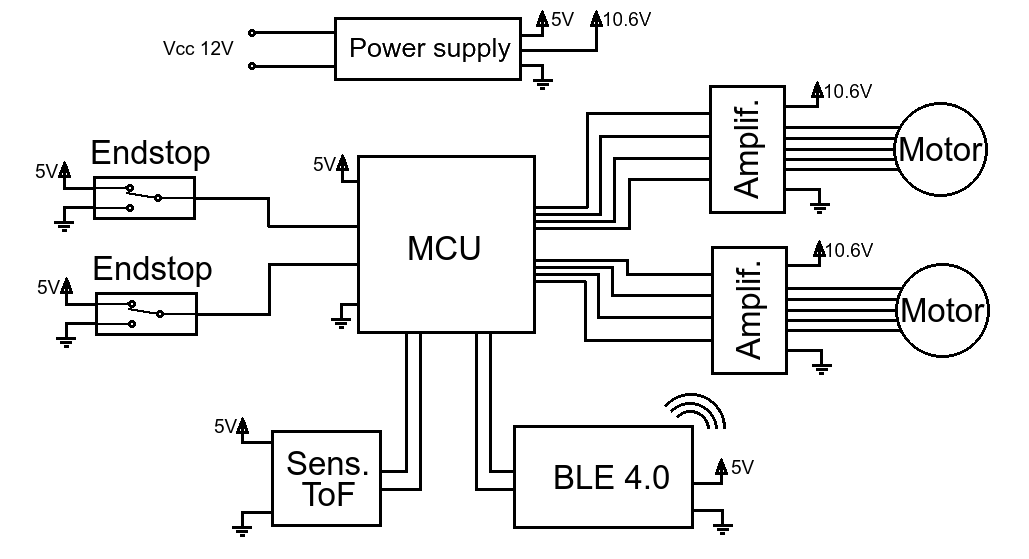 5V
10.6V
Vcc 12V
Power supply
10.6V
Amplif.
Motor
Endstop
5V
5V
MCU
Endstop
5V
10.6V
Amplif.
Motor
5V
Sens.
ToF
BLE 4.0
5V